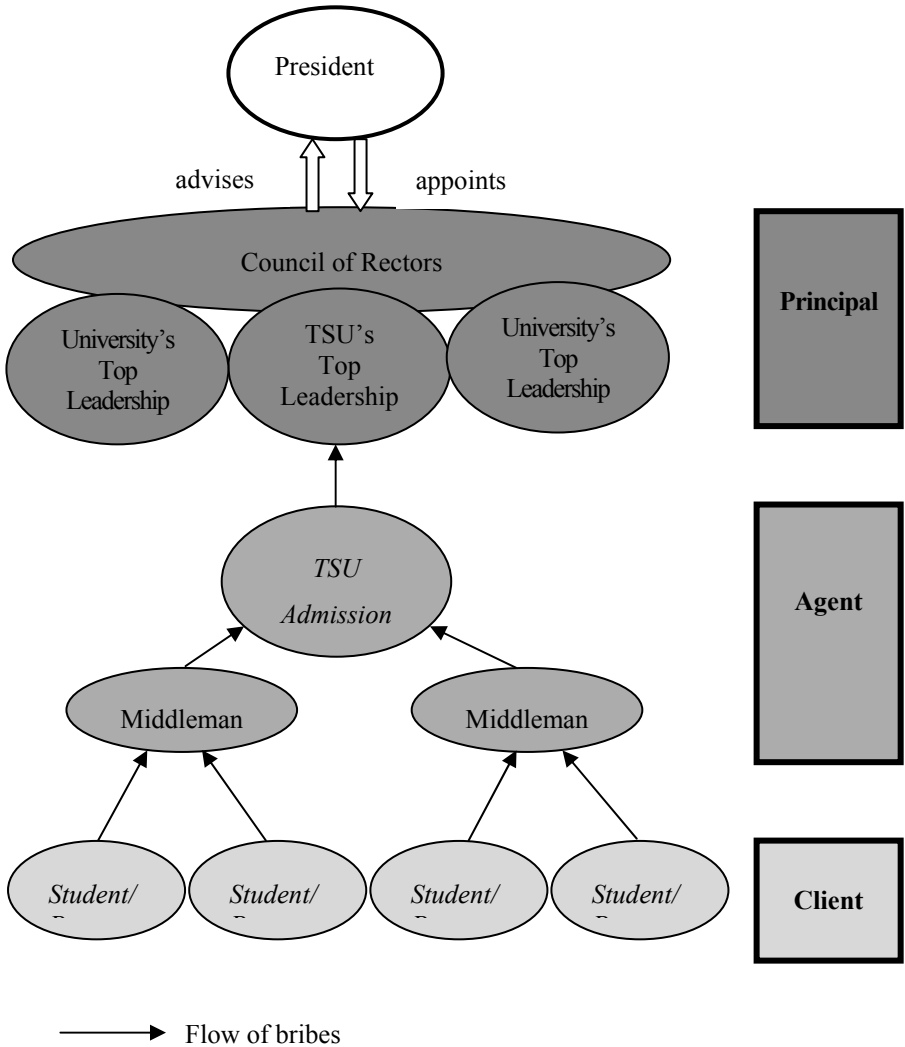 President
advises
appoints
Council of Rectors
Principal
University’s
Top
Leadership
TSU’s
Top
Leadership
University’s
Top
Leadership
TSU
Admission
Agent
Middleman
Middleman
Student/
Student/
Student/
Student/
Client
Flow of bribes